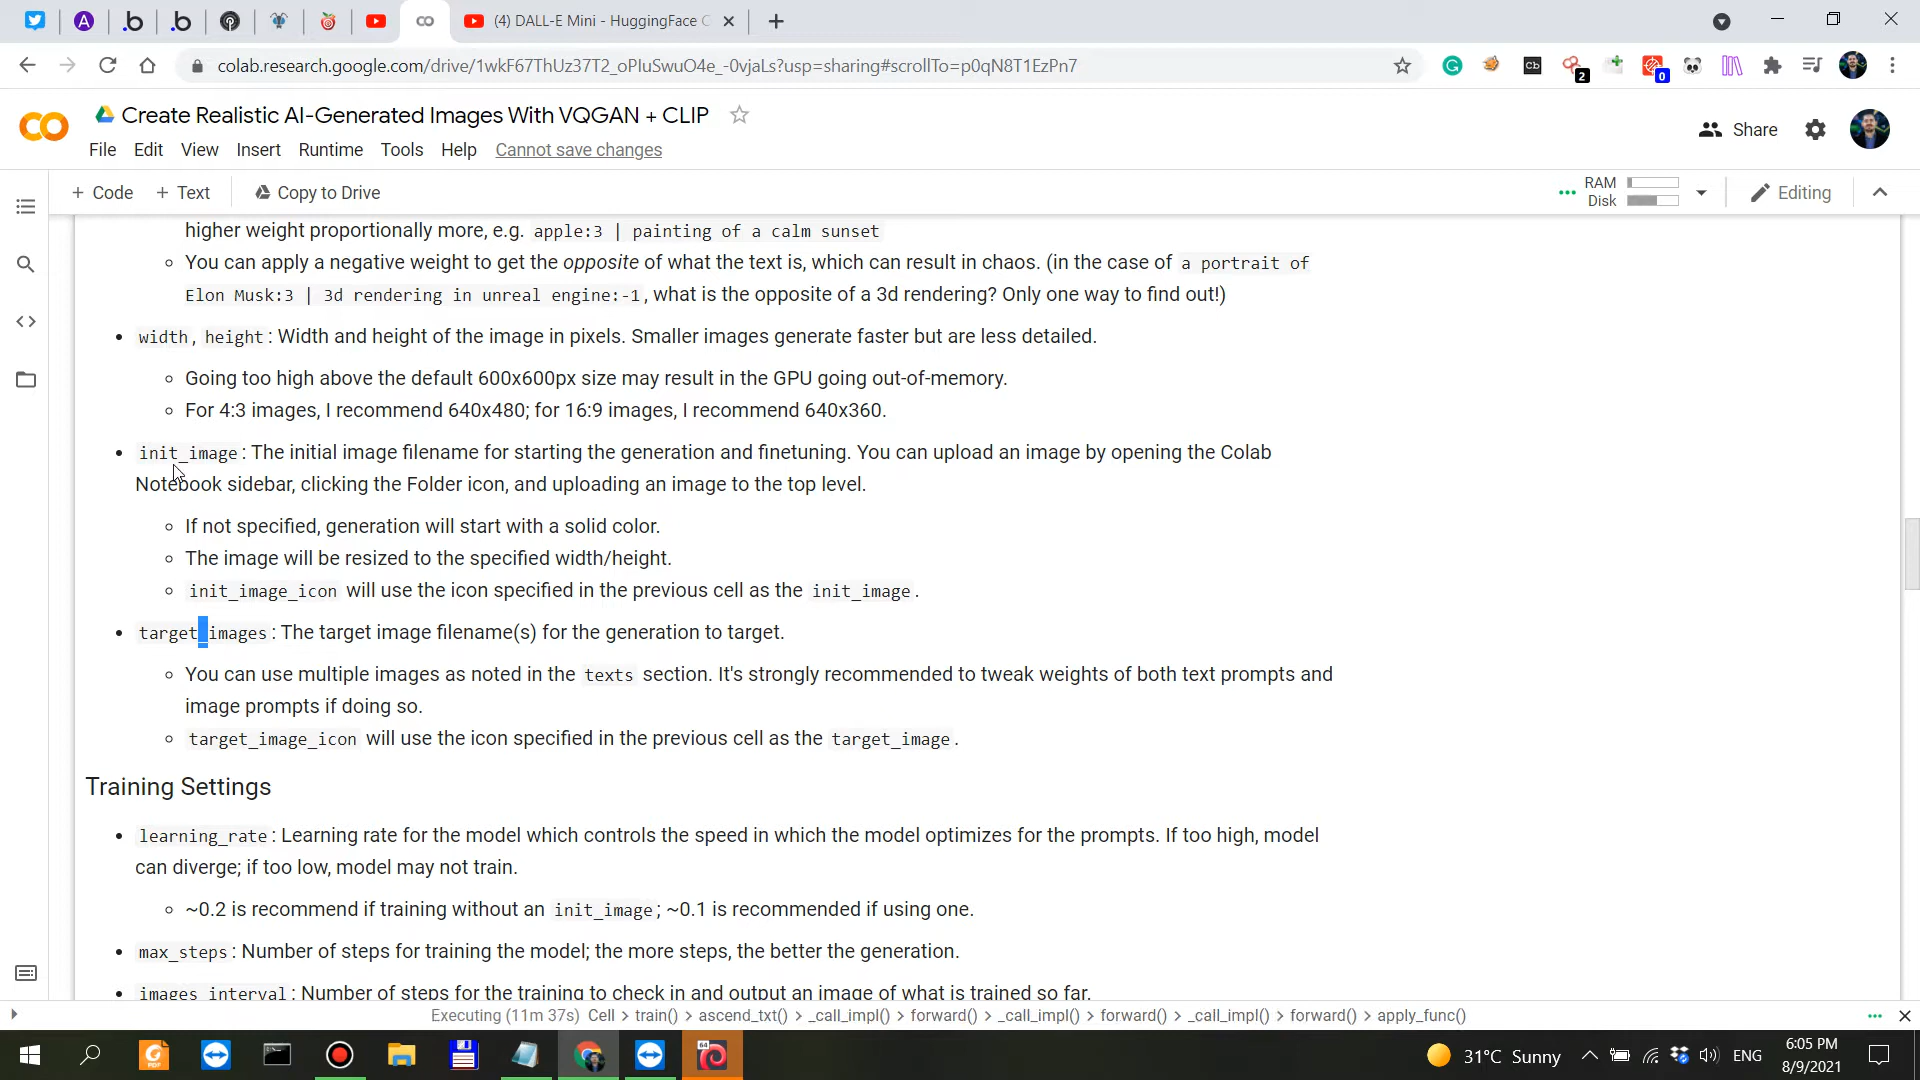 (4) DALL-E Mini - HuggingFace C
colab.research.google.com/drive/1wkF67ThUz37T2_oPIuSwuO4e_-0vjaLs?usp=sharing#scrollTo=p0qN8T1EzPn7
Create Realistic AI-Generated Images With VQGAN + CLIP
Share
File Edit View Insert Runtime Tools Help Cannot save changes
+ Code + Text Copy to Drive
RAM
Disk
Editing
higher weight proportionally more, e.g. apple:3 | painting of a calm sunset
You can apply a negative weight to get the opposite of what the text is, which can result in chaos. (in the case of a portrait of
Elon Musk:3 | 3d rendering in unreal engine:-1, what is the opposite of a 3d rendering? Only one way to find out!)
width, height: Width and height of the image in pixels. Smaller images generate faster but are less detailed.
Going too high above the default 600x600px size may result in the GPU going out-of-memory.
For 4:3 images, I recommend 640x480; for 16:9 images, I recommend 640x360.
init_image: The initial image filename for starting the generation and finetuning. You can upload an image by opening the Colab
Notebook sidebar, clicking the Folder icon, and uploading an image to the top level.
If not specified, generation will start with a solid color.
The image will be resized to the specified width/height.
init_image_icon will use the icon specified in the previous cell as the init_image.
target_images: The target image filename(s) for the generation to target.
You can use multiple images as noted in the texts section. It's strongly recommended to tweak weights of both text prompts and
image prompts if doing so.
target_image_icon will use the icon specified in the previous cell as the target_image.
Training Settings
learning_rate: Learning rate for the model which controls the speed in which the model optimizes for the prompts. If too high, model
can diverge; if too low, model may not train.
~0.2 is recommend if training without an init_image; ~0.1 is recommended if using one.
max_steps: Number of steps for training the model; the more steps, the better the generation.
images_interval: Number of steps for the training to check in and output an image of what is trained so far.
Executing (11m 37s) Cell > train() > ascend_txt() > _call_impl() > forward() > _call_impl() > forward() > _call_impl() > forward() > apply_func()
31°C Sunny
ENG
6:05 PM
8/9/2021